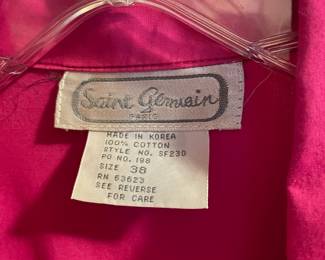 Saint Germain
PARIS
MADE IN KOREA
100% COTTON
STYLE NO. SF230
PO NO. 198
SIZE 38
RN 63623
SEE REVERSE
FOR CARE